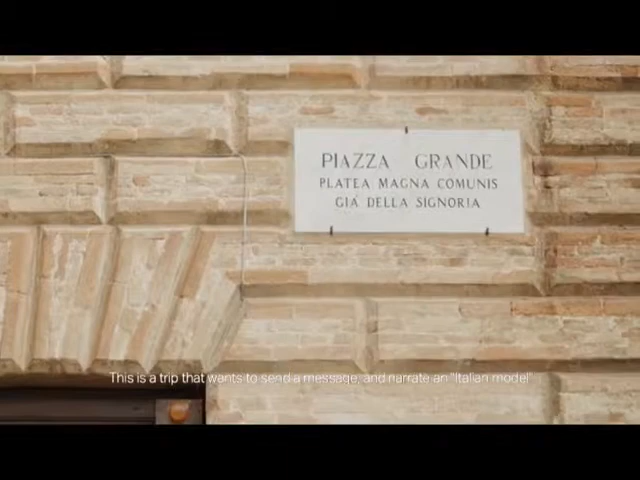 PIAZZA GRANDE
PLATEA MAGNA COMUNIS
GIÀ DELLA SIGNORIA
This is a trip that wants to send a message, and narrate an "Italian model"